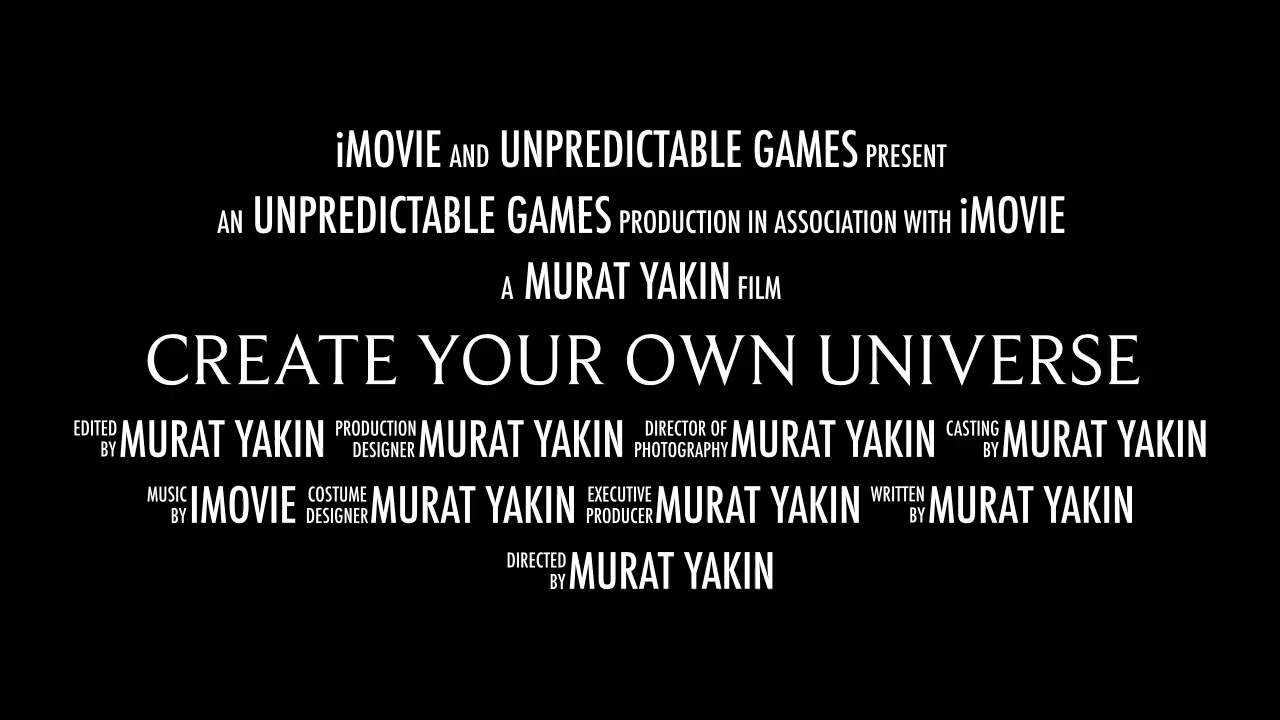 iMOVIE AND UNPREDICTABLE GAMES PRESENT
AN UNPREDICTABLE GAMES PRODUCTION IN ASSOCIATION WITH iMOVIE
A MURAT YAKIN FILM
CREATE YOUR OWN UNIVERSE
EDITED BY MURAT YAKIN PRODUCTION DESIGNER MURAT YAKIN DIRECTOR OF PHOTOGRAPHY MURAT YAKIN CASTING BY MURAT YAKIN
MUSIC BY IMOVIE COSTUME DESIGNER MURAT YAKIN EXECUTIVE PRODUCER MURAT YAKIN WRITTEN BY MURAT YAKIN
DIRECTED BY MURAT YAKIN